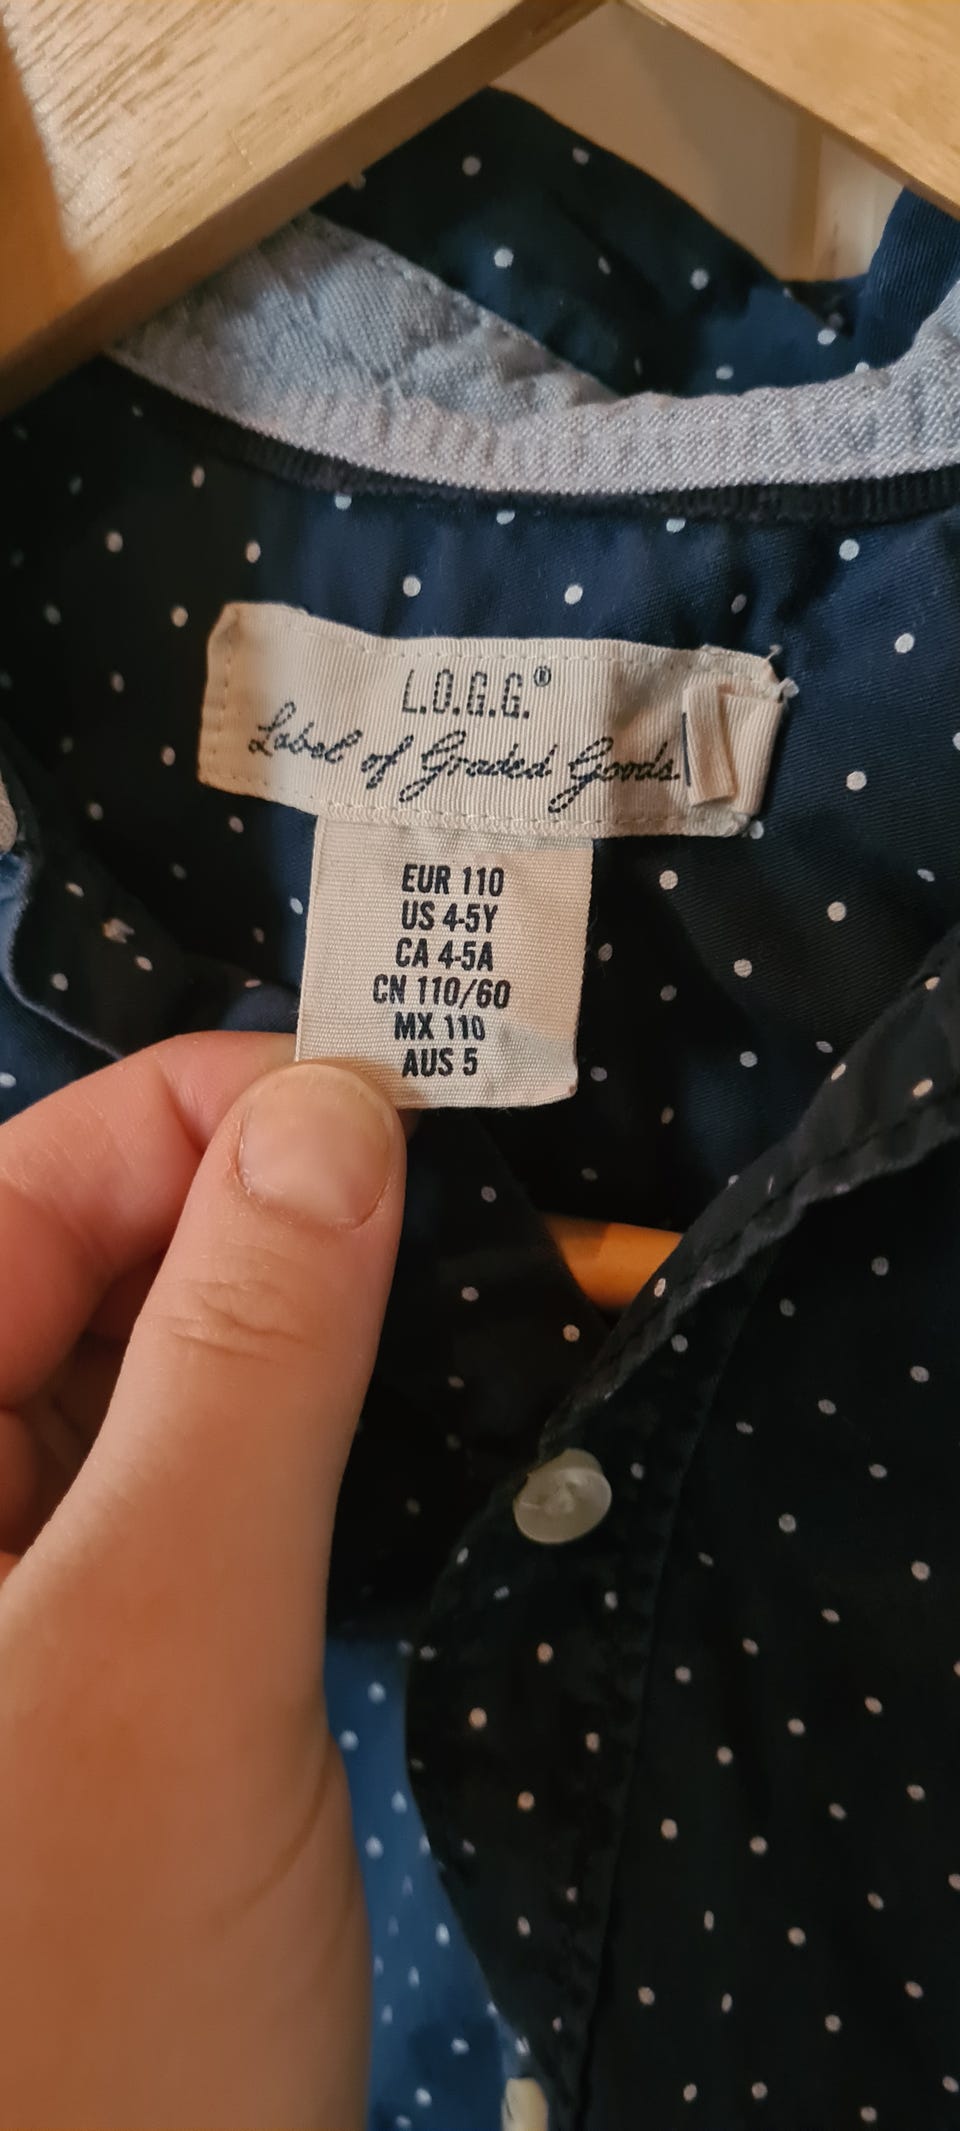 L.O.G.G.®
Label of Graded Goods
EUR 110
US 4-5Y
CA 4-5A
CN 110/60
MX 110
AUS 5